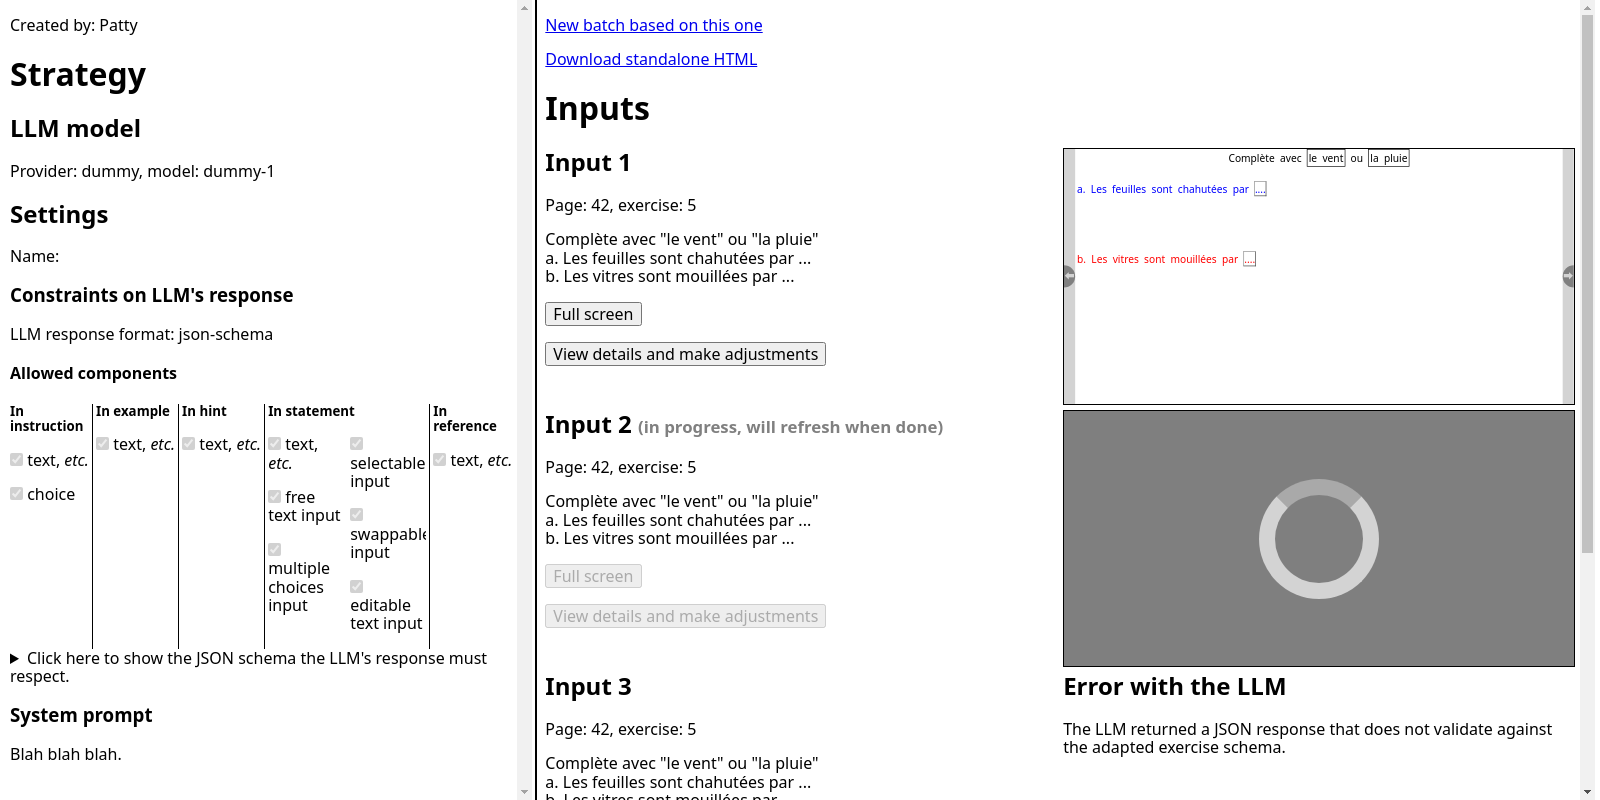 Created by: Patty
Strategy
LLM model
Provider: dummy, model: dummy-1
Settings
Name:
Constraints on LLM's response
LLM response format: json-schema
Allowed components
In
instruction
text, etc.
choice
In example
text, etc.
In hint
text, etc.
In statement
text,
etc.
free
text input
multiple
choices
input
selectable
input
swappable
input
editable
text input
In
reference
text, etc.
Click here to show the JSON schema the LLM's response must
respect.
System prompt
Blah blah blah.
New batch based on this one
Download standalone HTML
Inputs
Input 1
Page: 42, exercise: 5
Complète avec "le vent" ou "la pluie"
a. Les feuilles sont chahutées par ...
b. Les vitres sont mouillées par ...
Full screen
View details and make adjustments
Complète avec le vent ou la pluie
a. Les feuilles sont chahutées par ....
b. Les vitres sont mouillées par ....
Input 2 (in progress, will refresh when done)
Page: 42, exercise: 5
Complète avec "le vent" ou "la pluie"
a. Les feuilles sont chahutées par ...
b. Les vitres sont mouillées par ...
Full screen
View details and make adjustments
Input 3
Page: 42, exercise: 5
Complète avec "le vent" ou "la pluie"
a. Les feuilles sont chahutées par ...
b. Les vitres sont mouillées par ...
Error with the LLM
The LLM returned a JSON response that does not validate against
the adapted exercise schema.